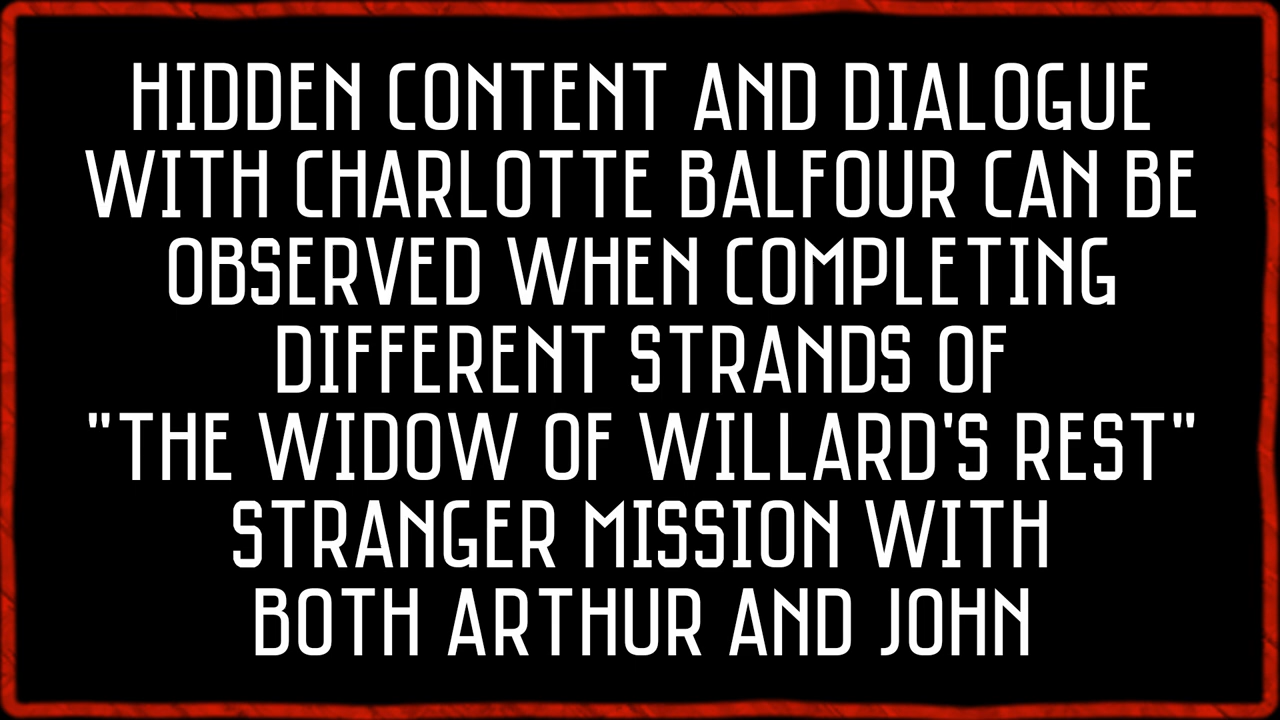 HIDDEN CONTENT AND DIALOGUE
WITH CHARLOTTE BALFOUR CAN BE
OBSERVED WHEN COMPLETING
DIFFERENT STRANDS OF
"THE WIDOW OF WILLARD'S REST"
STRANGER MISSION WITH
BOTH ARTHUR AND JOHN